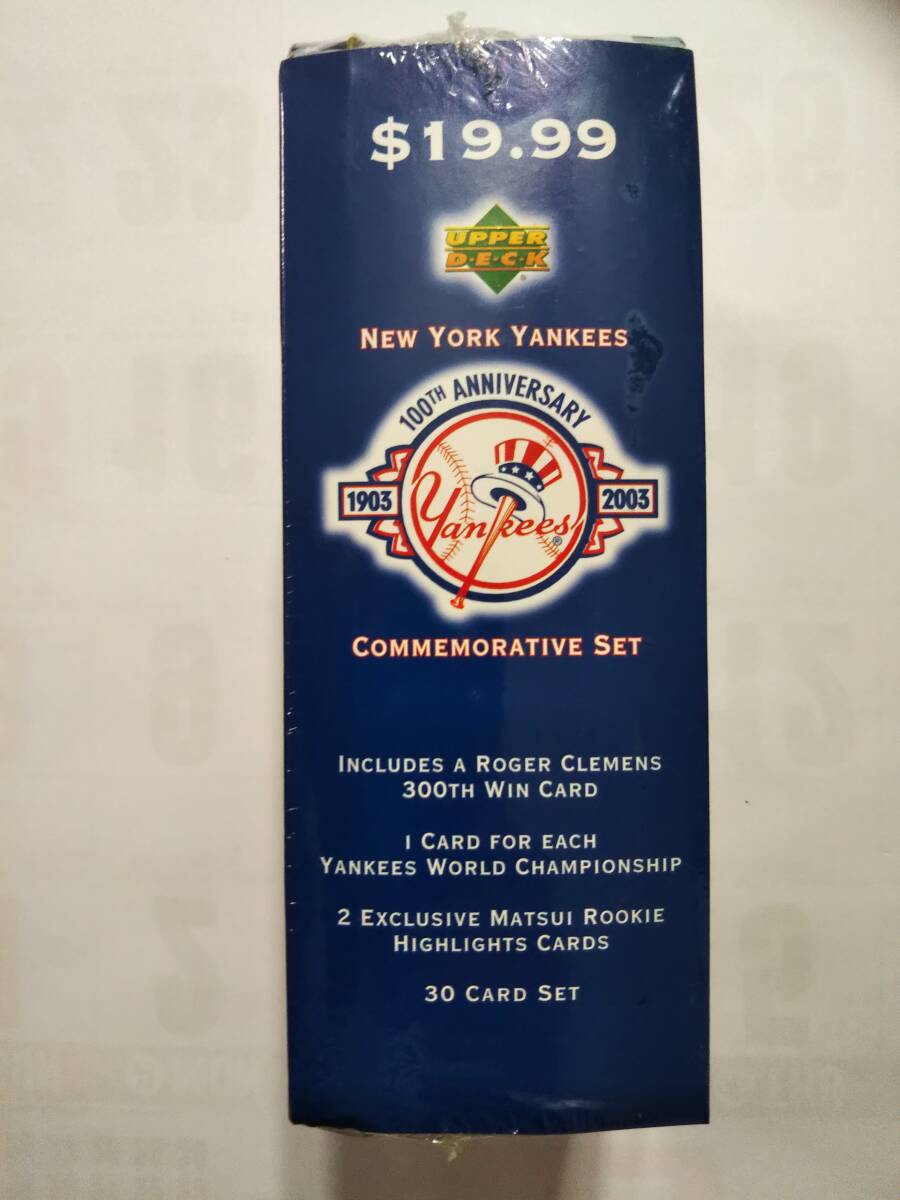 $19.99
UPPER
D·E·C·K
NEW YORK YANKEES
100TH ANNIVERSARY
1903
Yankees
®
2003
COMMEMORATIVE SET
INCLUDES A ROGER CLEMENS
300TH WIN CARD
1 CARD FOR EACH
YANKEES WORLD CHAMPIONSHIP
2 EXCLUSIVE MATSUI ROOKIE
HIGHLIGHTS CARDS
30 CARD SET